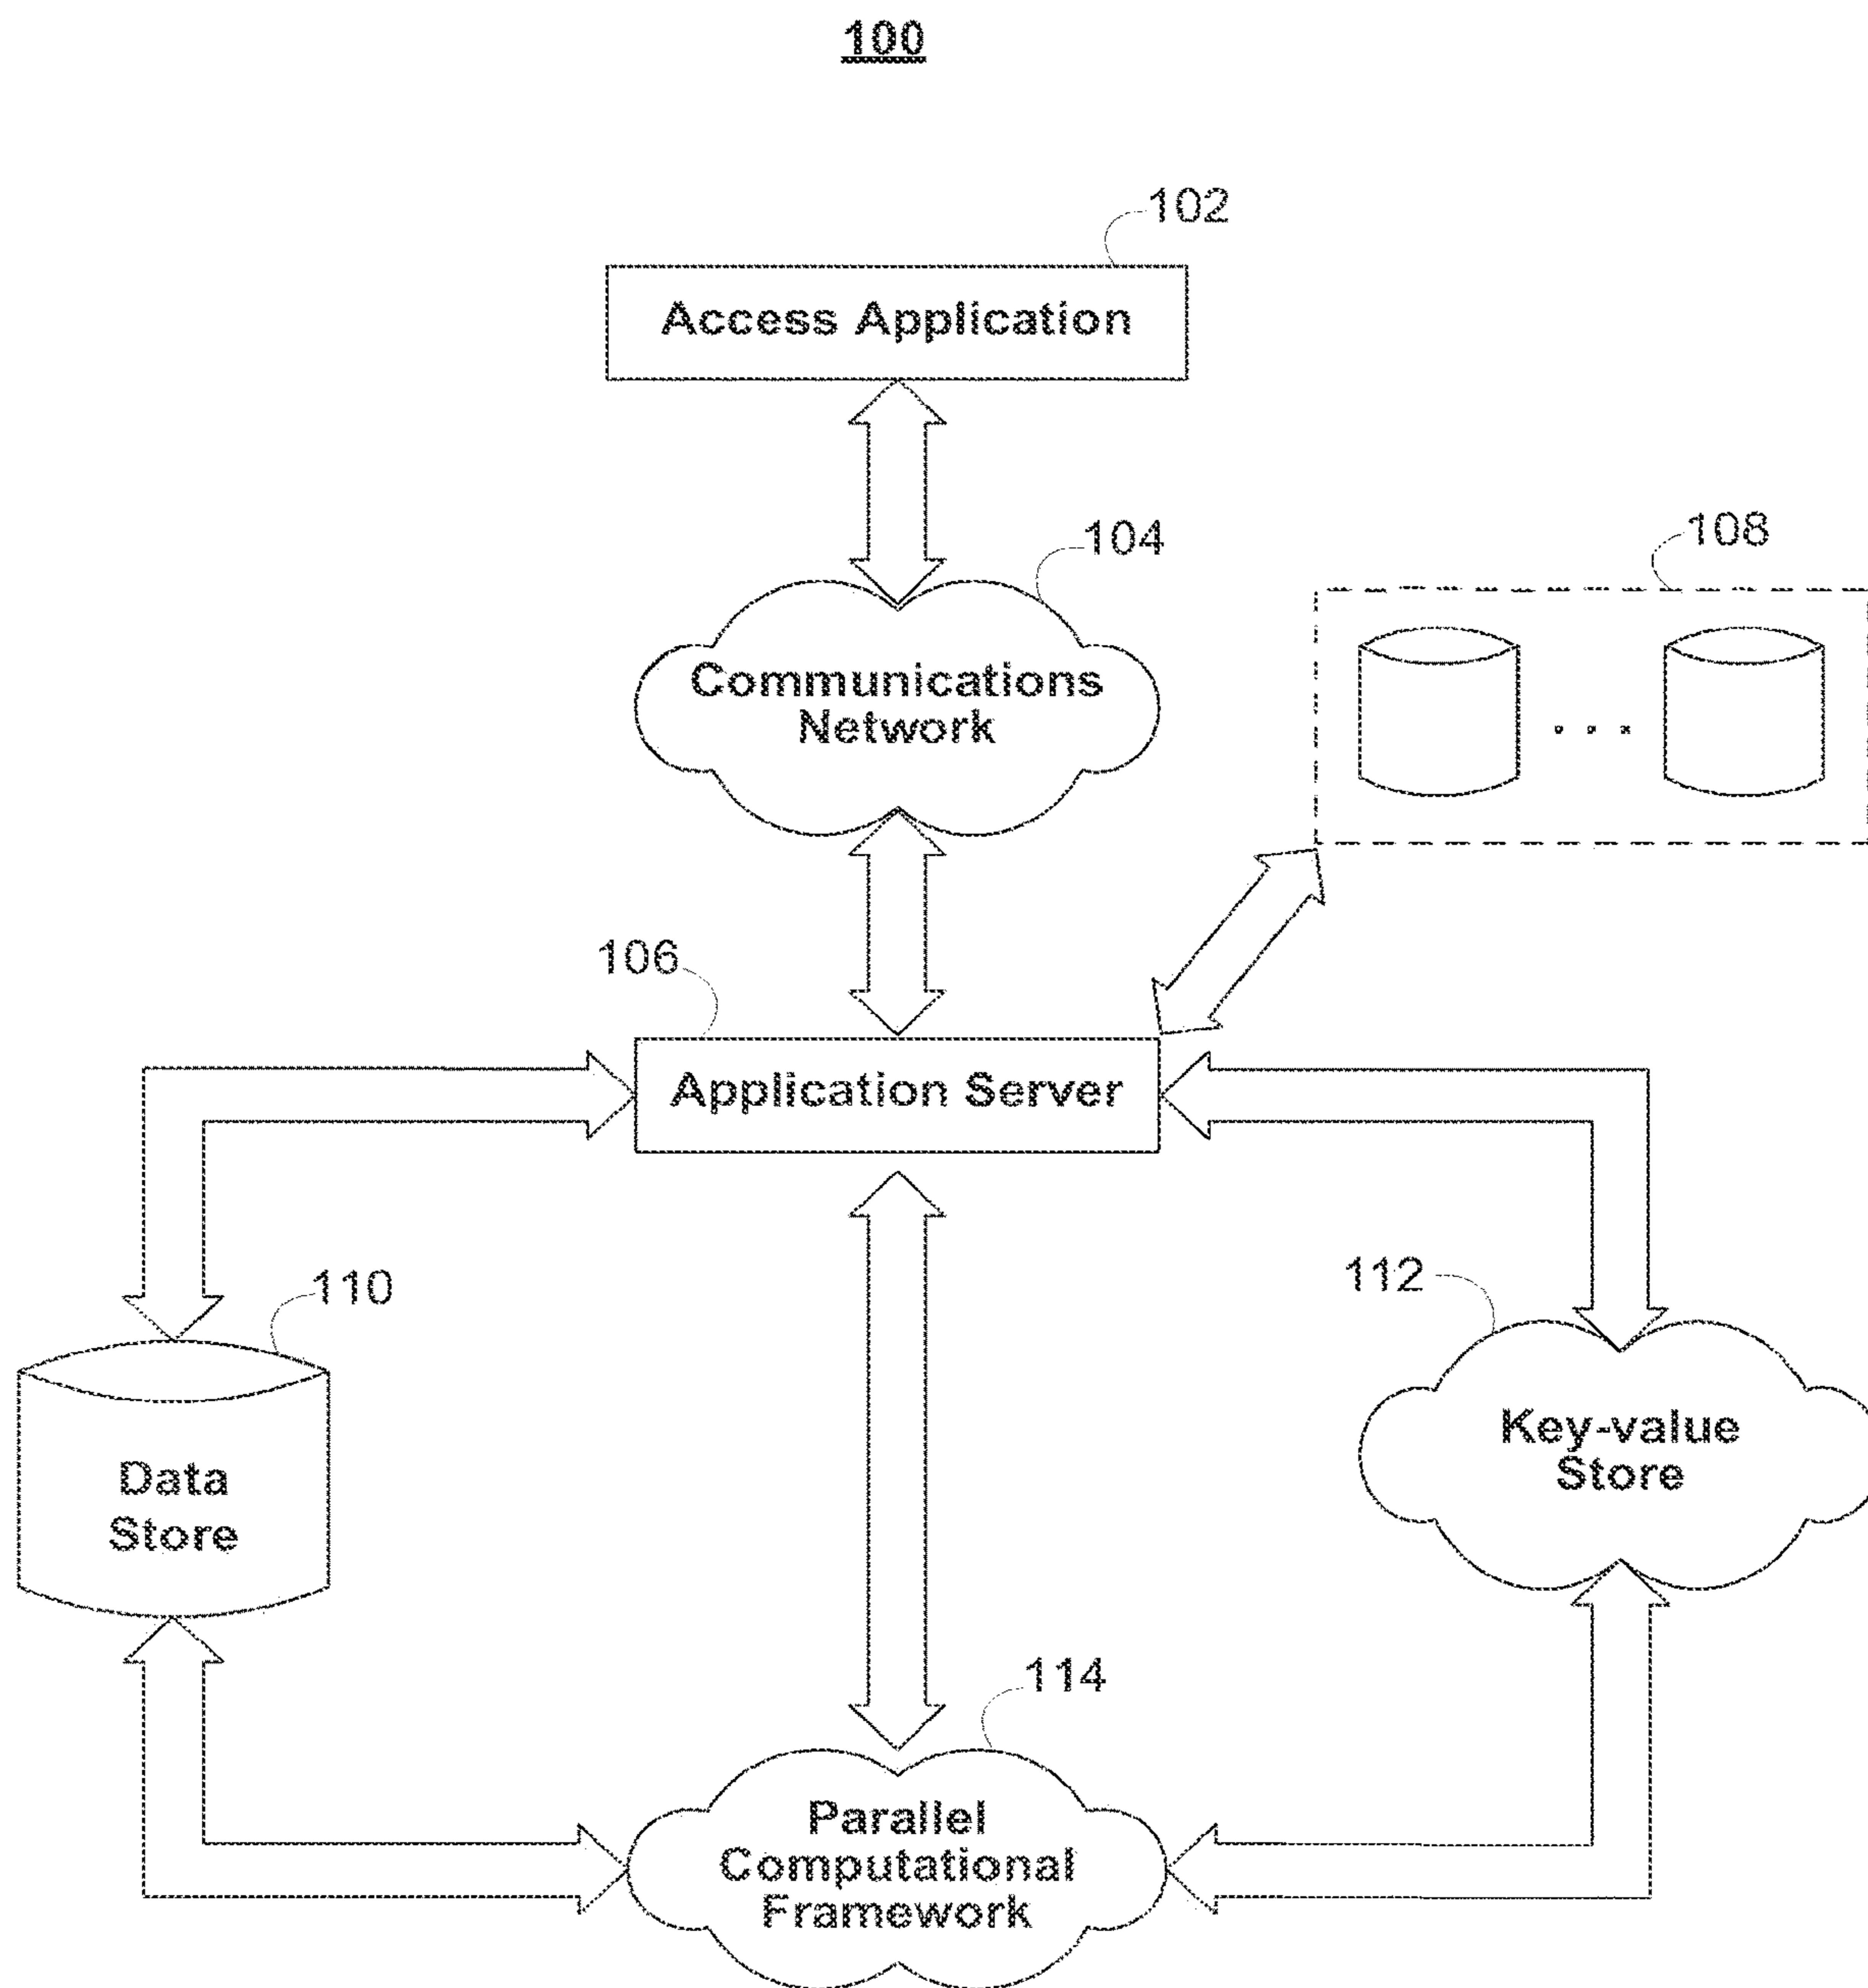 100
102
Access Application
104
108
Communications
Network
. . .
106
Application Server
110
112
Data
Store
Key-value
Store
114
Parallel
Computational
Framework